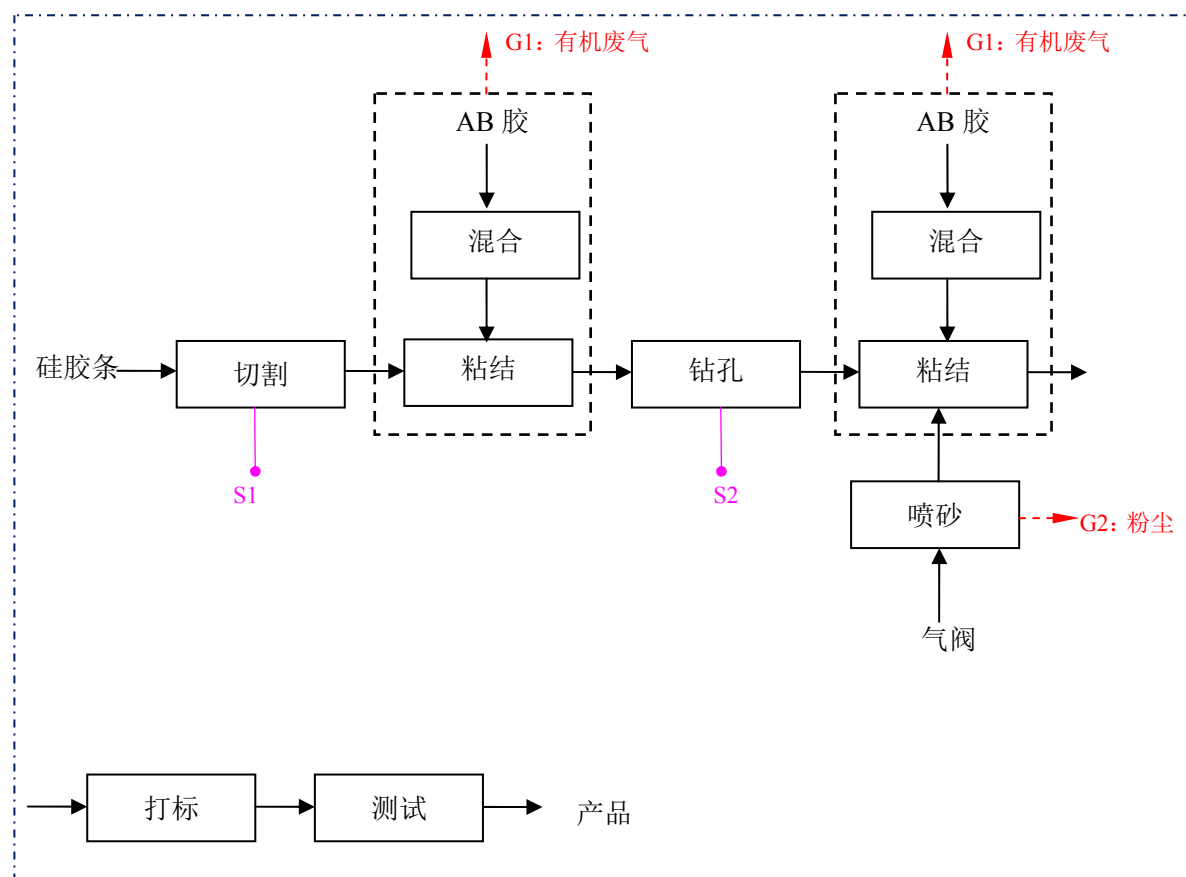 G1：有机废气
G1：有机废气
AB 胶
AB 胶
混合
混合
硅胶条
切割
粘结
钻孔
粘结
S1
S2
喷砂
G2：粉尘
气阀
打标
测试
产品